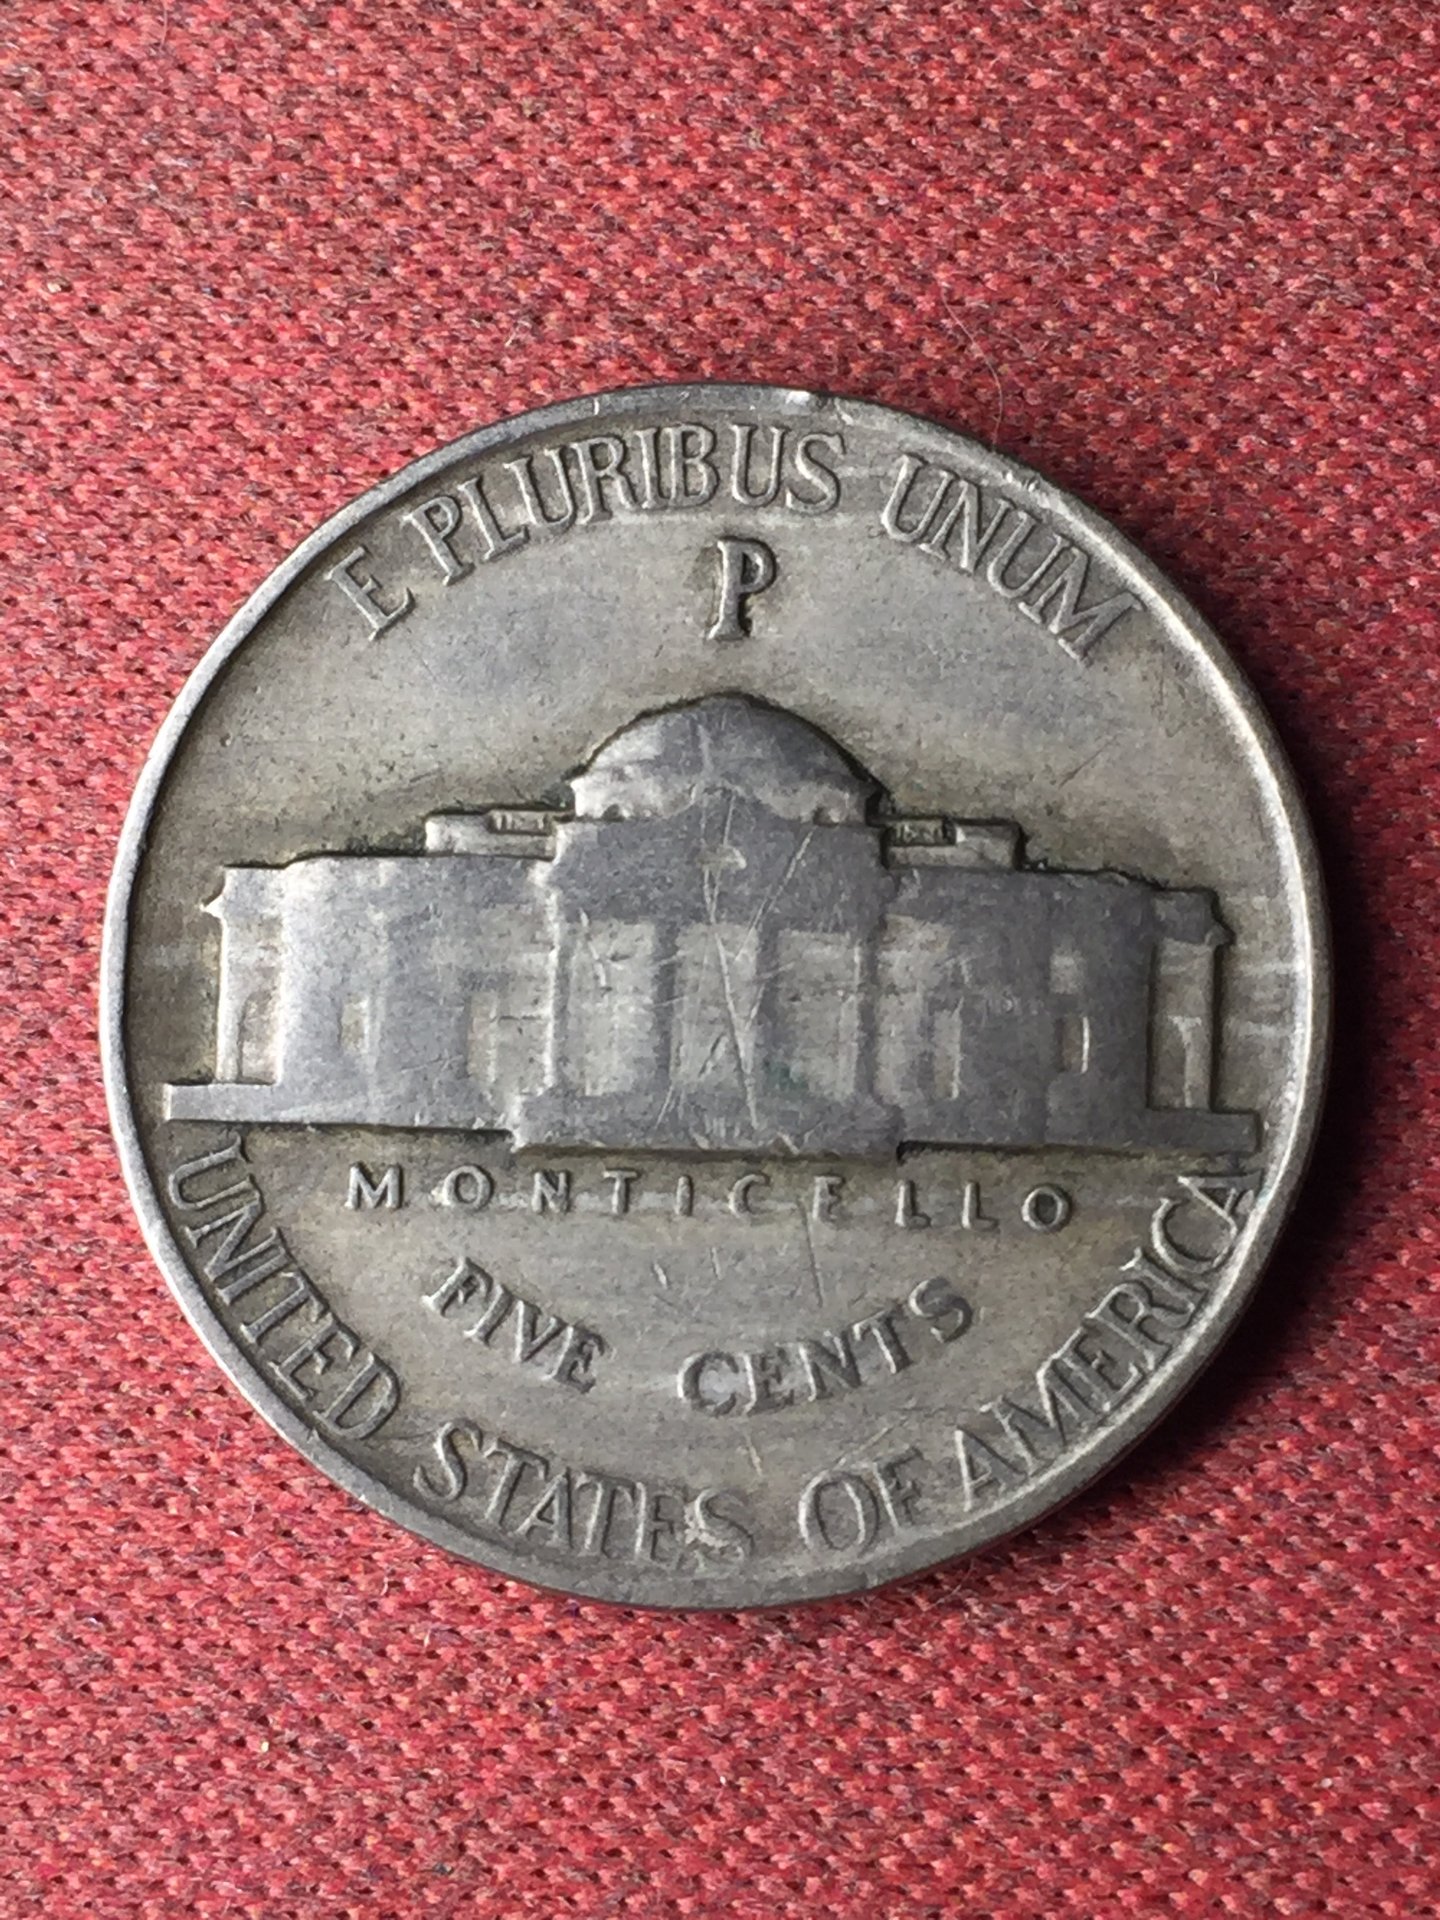 E PLURIBUS UNUM
P
MONTICELLO
FIVE CENTS
UNITED STATES OF AMERICA